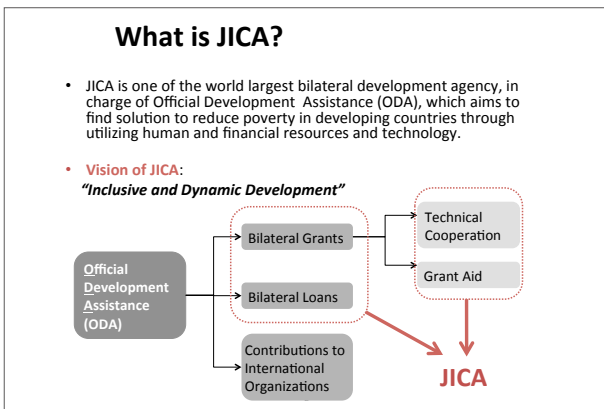 What is JICA?
• JICA is one of the world largest bilateral development agency, in
charge of Official Development Assistance (ODA), which aims to
find solution to reduce poverty in developing countries through
utilizing human and financial resources and technology.
• Vision of JICA:
“Inclusive and Dynamic Development”
Official
Development
Assistance
(ODA)
Bilateral Grants
Bilateral Loans
Contributions to
International
Organizations
Technical
Cooperation
Grant Aid
JICA